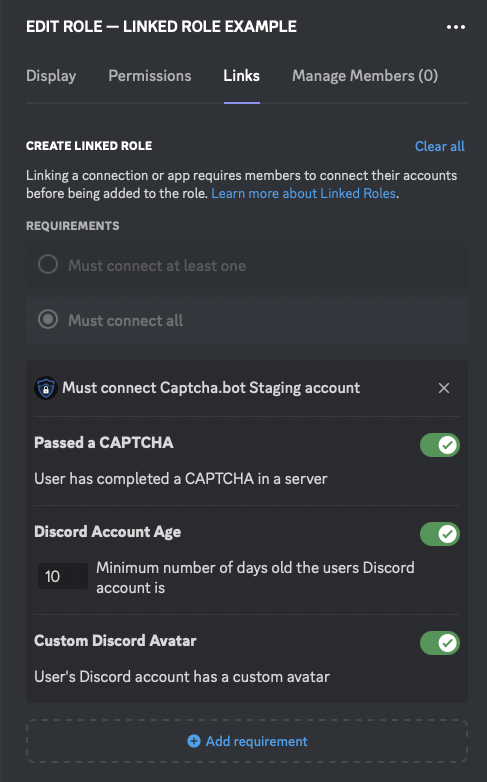 EDIT ROLE — LINKED ROLE EXAMPLE
Display Permissions Links Manage Members (0)
CREATE LINKED ROLE Clear all
Linking a connection or app requires members to connect their accounts
before being added to the role. Learn more about Linked Roles.
REQUIREMENTS
Must connect at least one
Must connect all
Must connect Captcha.bot Staging account
Passed a CAPTCHA
User has completed a CAPTCHA in a server
Discord Account Age
10 Minimum number of days old the users Discord
account is
Custom Discord Avatar
User's Discord account has a custom avatar
Add requirement